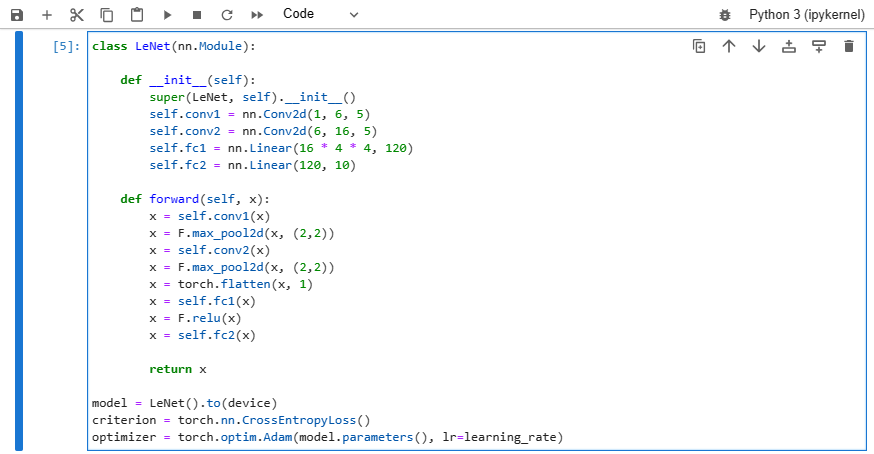 Code
Python 3 (ipykernel)
[5]:
class LeNet(nn.Module):

    def __init__(self):
        super(LeNet, self).__init__()
        self.conv1 = nn.Conv2d(1, 6, 5)
        self.conv2 = nn.Conv2d(6, 16, 5)
        self.fc1 = nn.Linear(16 * 4 * 4, 120)
        self.fc2 = nn.Linear(120, 10)

    def forward(self, x):
        x = self.conv1(x)
        x = F.max_pool2d(x, (2,2))
        x = self.conv2(x)
        x = F.max_pool2d(x, (2,2))
        x = torch.flatten(x, 1)
        x = self.fc1(x)
        x = F.relu(x)
        x = self.fc2(x)

        return x

model = LeNet().to(device)
criterion = torch.nn.CrossEntropyLoss()
optimizer = torch.optim.Adam(model.parameters(), lr=learning_rate)